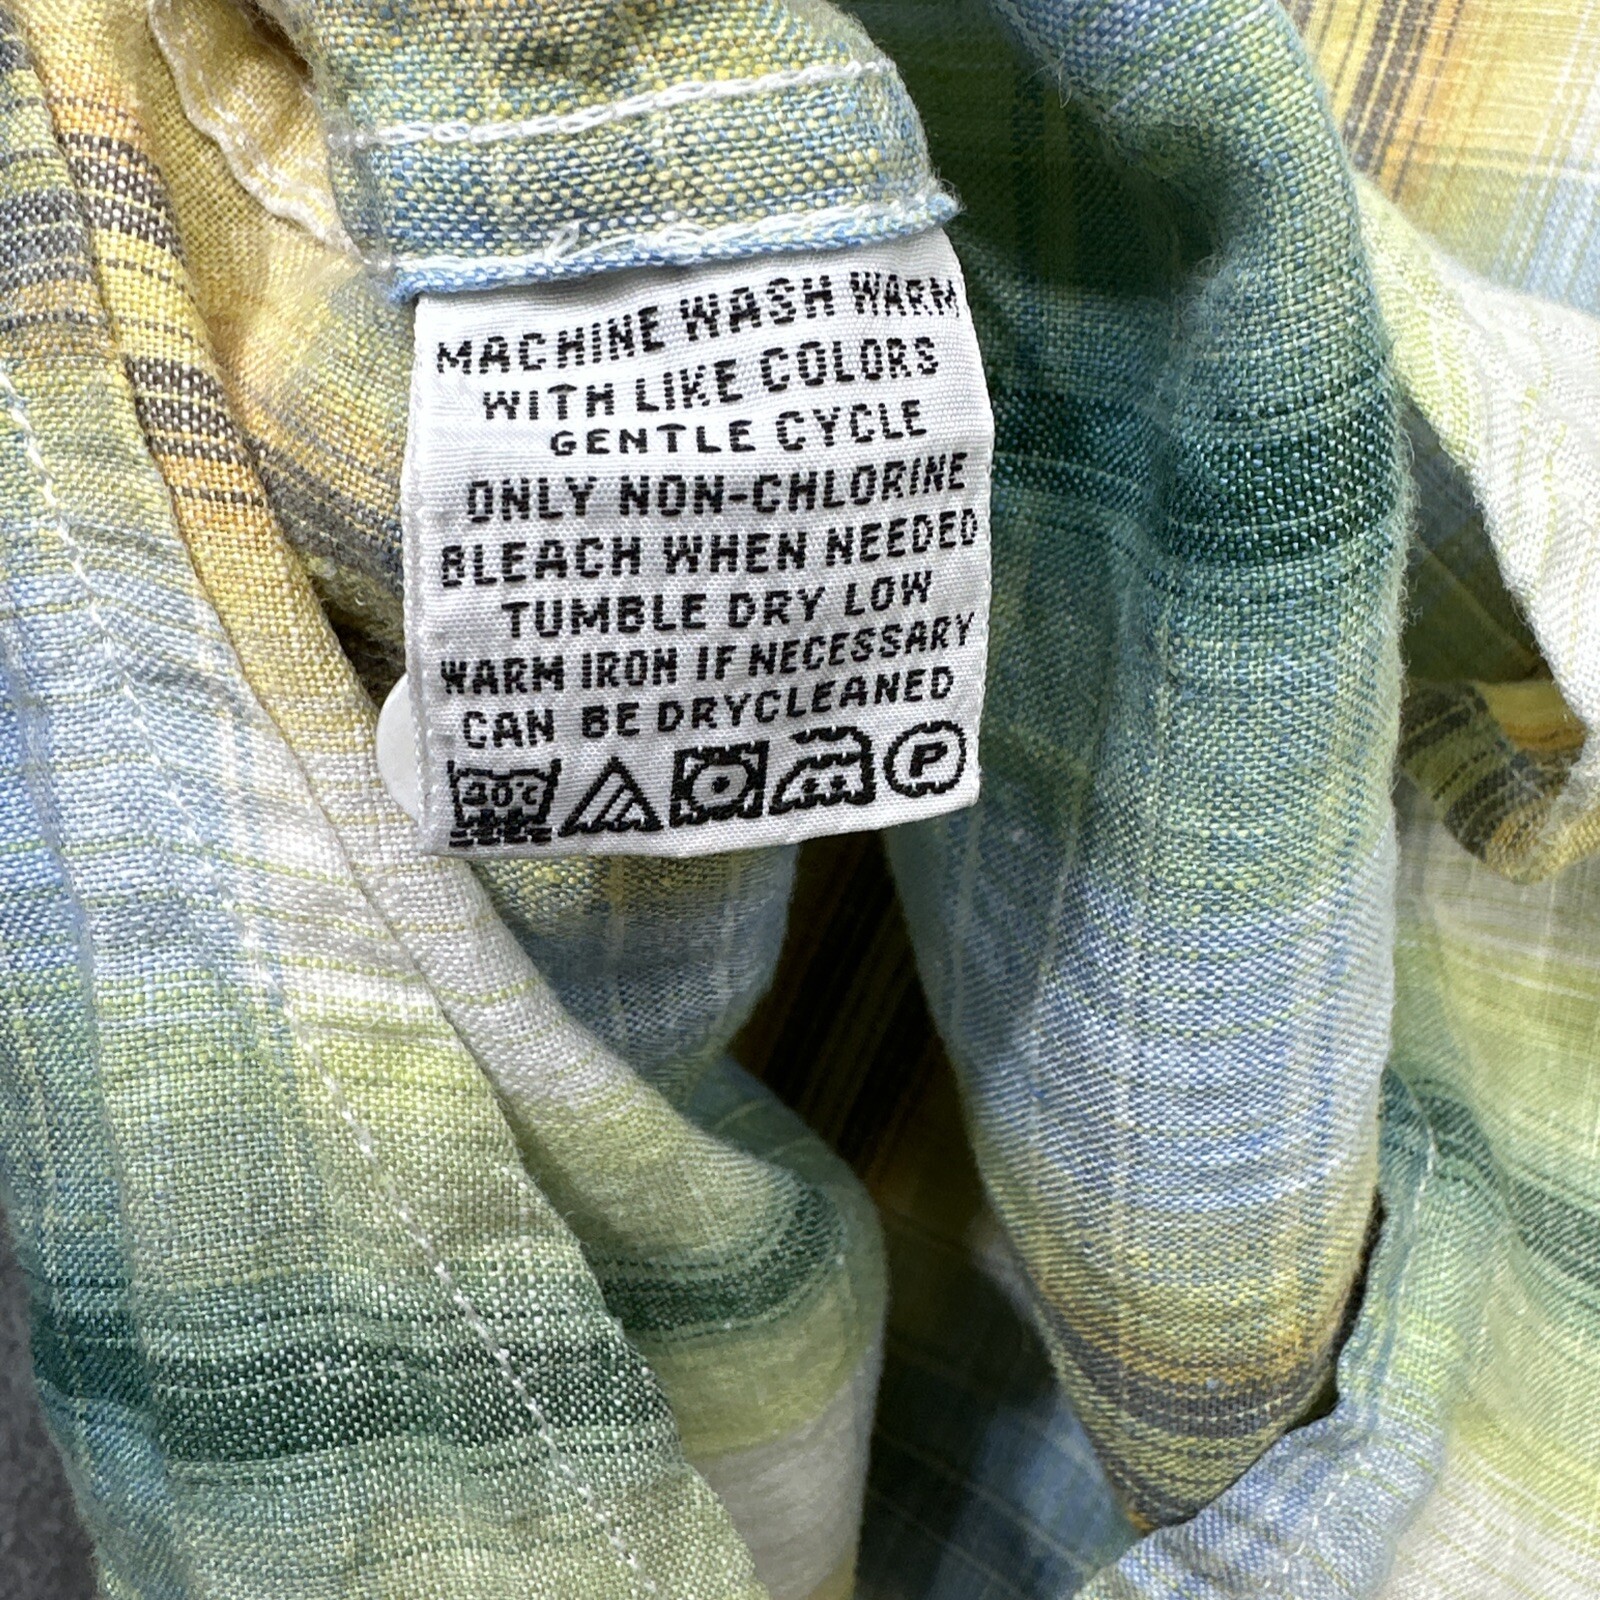 MACHINE WASH WARM
WITH LIKE COLORS
GENTLE CYCLE
ONLY NON-CHLORINE
BLEACH WHEN NEEDED
TUMBLE DRY LOW
WARM IRON IF NECESSARY
CAN BE DRYCLEANED
40°C P